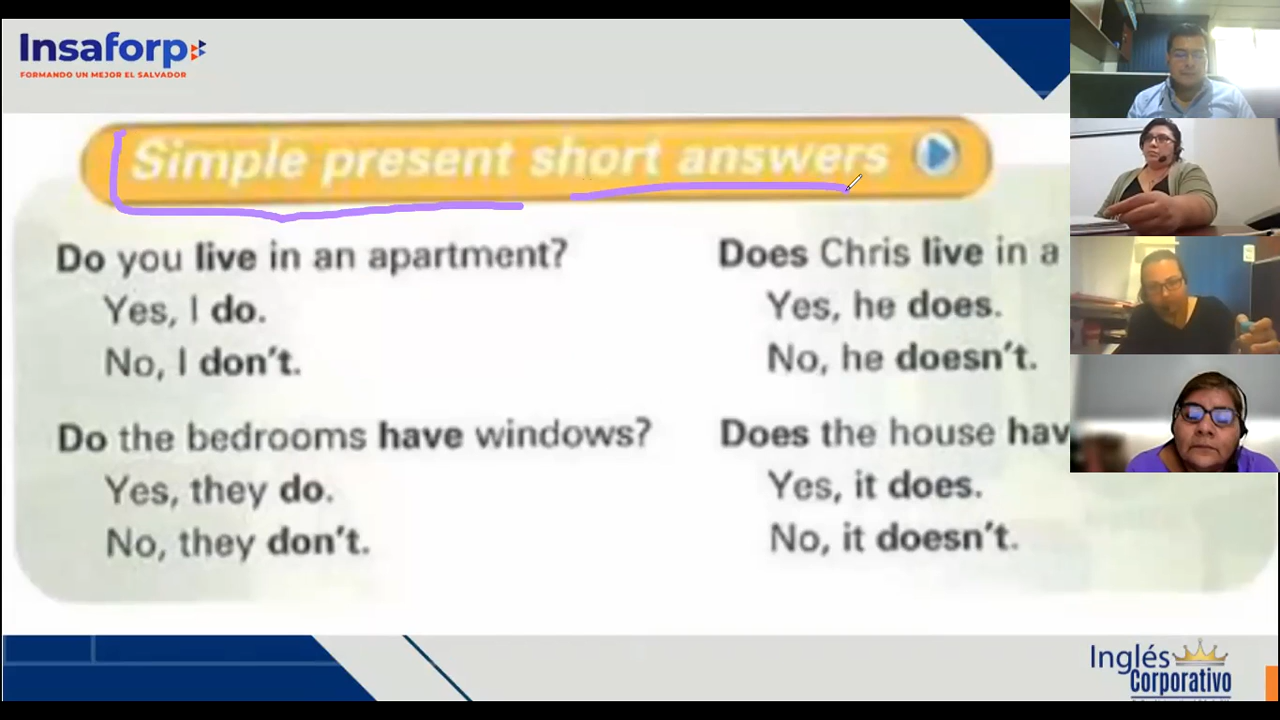 Insaforp
FORMANDO UN MEJOR EL SALVADOR
Simple present short answers
Do you live in an apartment?
Yes, I do.
No, I don't.
Do the bedrooms have windows?
Yes, they do.
No, they don't.
Does Chris live in a
Yes, he does.
No, he doesn't.
Does the house hav
Yes, it does.
No, it doesn't.
Inglés
Corporativo